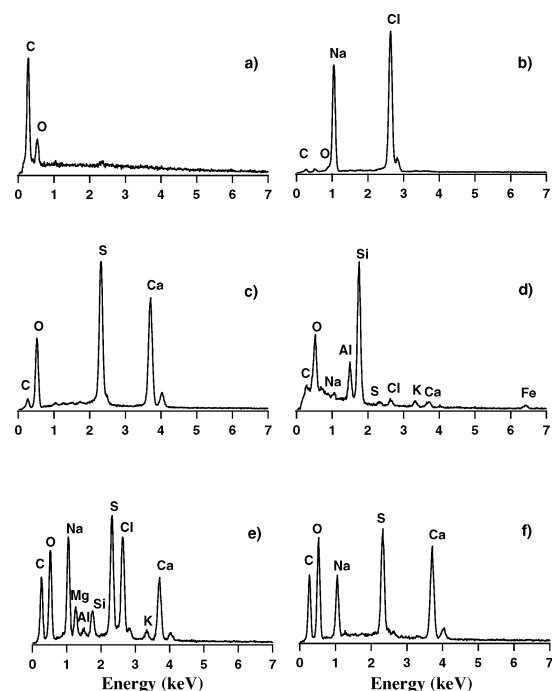 C
O
a)
0 1 2 3 4 5 6 7
Cl
Na
C O
b)
0 1 2 3 4 5 6 7
S
Ca
O
C
c)
0 1 2 3 4 5 6 7
Si
O
Al
C Na S Cl K Ca Fe
d)
0 1 2 3 4 5 6 7
S
Na Cl
O
C Ca
Mg
Al Si
K
e)
0 1 2 3 4 5 6 7
Energy (keV)
S
O
Ca
C Na
f)
0 1 2 3 4 5 6 7
Energy (keV)